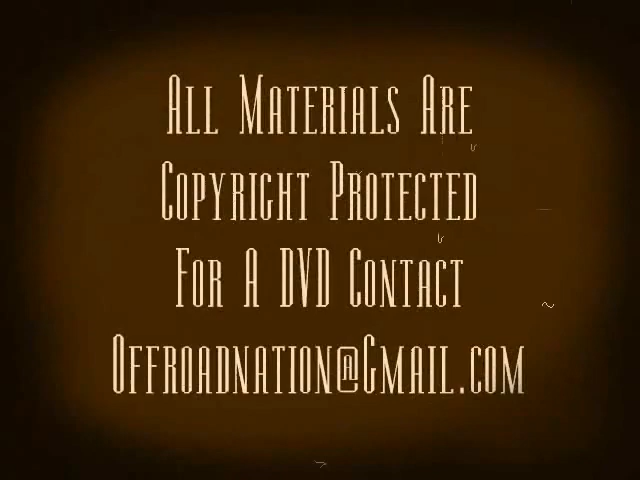 All Materials Are
Copyright Protected
For A DVD Contact
Offroadnation@Gmail.com